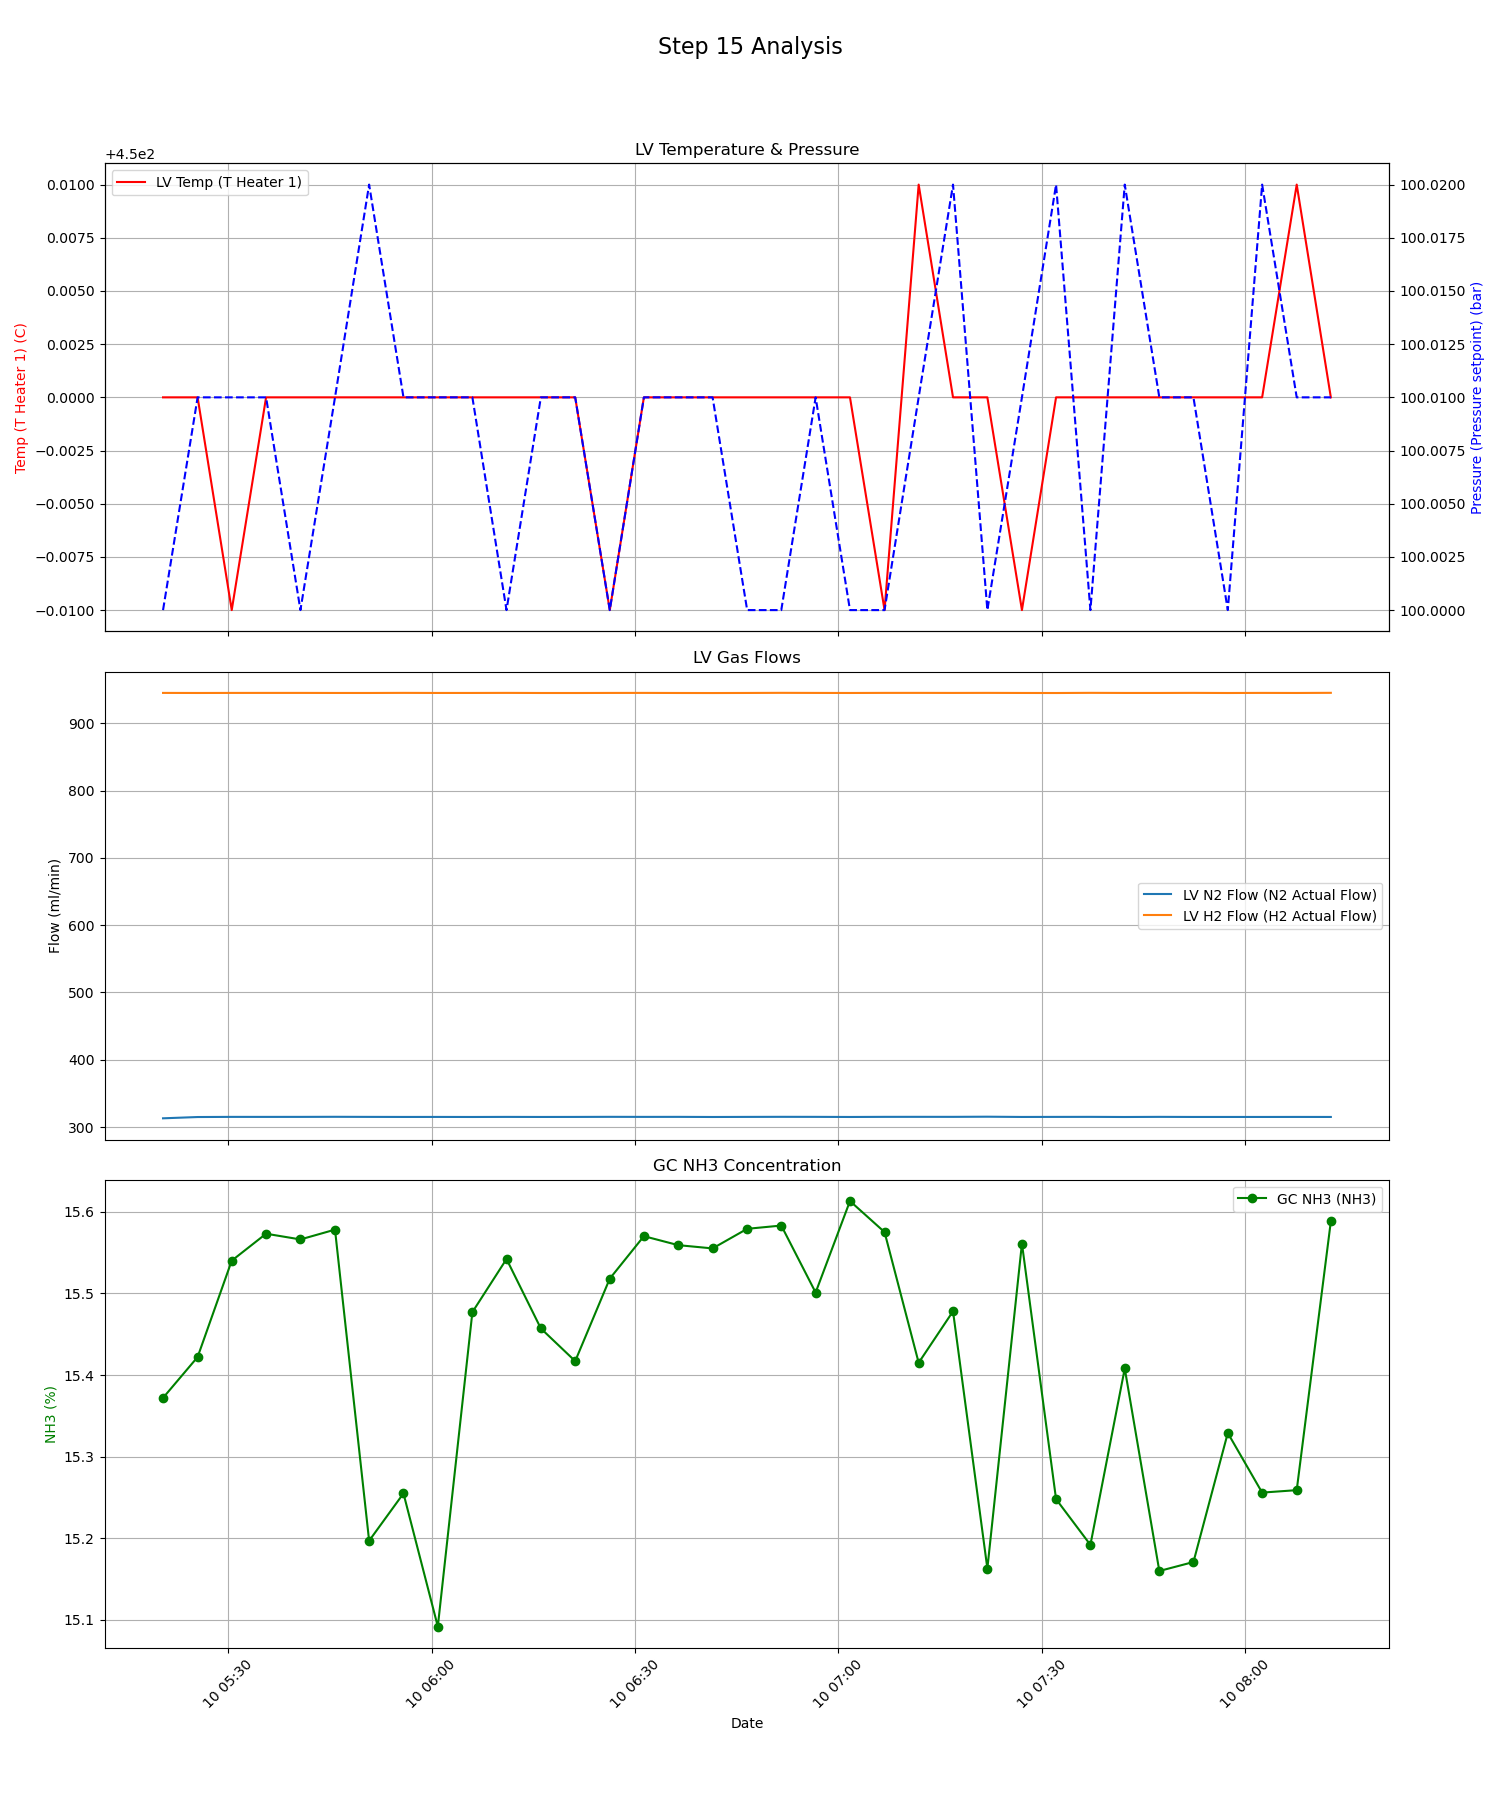 Step 15 Analysis
LV Temperature & Pressure
+4.5e2
LV Temp (T Heater 1)
0.0100
0.0075
0.0050
0.0025
0.0000
−0.0025
−0.0050
−0.0075
−0.0100
Temp (T Heater 1) (C)
100.0200
100.0175
100.0150
100.0125
100.0100
100.0075
100.0050
100.0025
100.0000
Pressure (Pressure setpoint) (bar)
LV Gas Flows
900
800
700
600
500
400
300
Flow (ml/min)
LV N2 Flow (N2 Actual Flow)
LV H2 Flow (H2 Actual Flow)
GC NH3 Concentration
GC NH3 (NH3)
15.6
15.5
15.4
15.3
15.2
15.1
NH3 (%)
10 05:30
10 06:00
10 06:30
10 07:00
10 07:30
10 08:00
Date